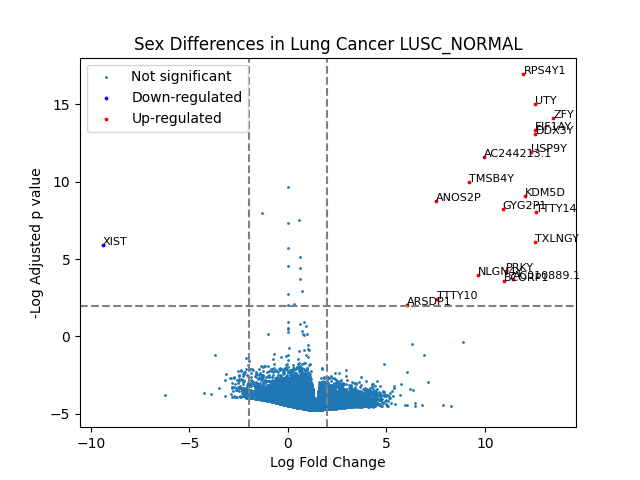 Sex Differences in Lung Cancer LUSC_NORMAL
Not significant
Down-regulated
Up-regulated
RPS4Y1
UTY
ZFY
EIF1AY
DDX3Y
USP9Y
AC244213.1
TMSB4Y
ANOS2P
KDM5D
GYG2P1
TTTY14
XIST
TXLNGY
PRKY
NLGN4Y
BCORP1
TTTY10
ARSDP1
-Log Adjusted p value
15
10
5
0
−5
−10
−5
0
5
10
Log Fold Change